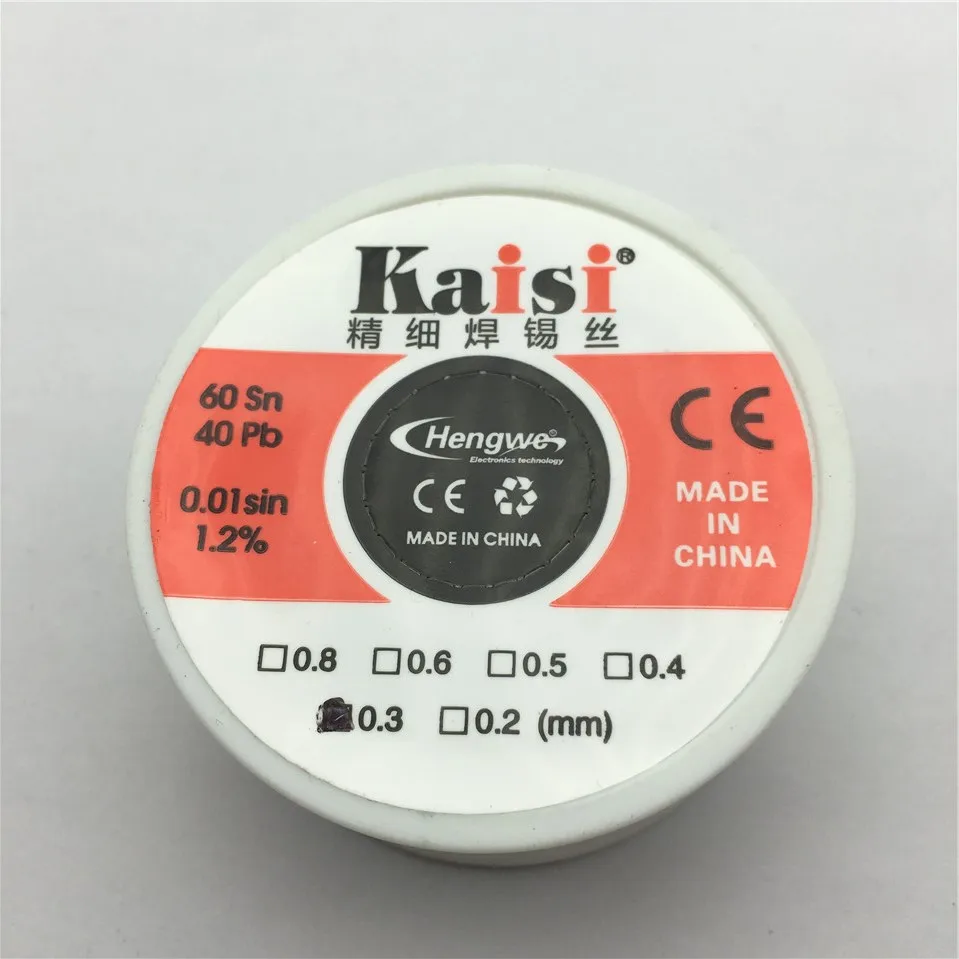 Kaisi®
精细焊锡丝
60 Sn
40 Pb
0.01sin
1.2%
Hengwei®
Electronics technology
CE
MADE IN CHINA
CE
MADE
IN
CHINA
0.8 0.6 0.5 0.4
0.3 0.2 (mm)